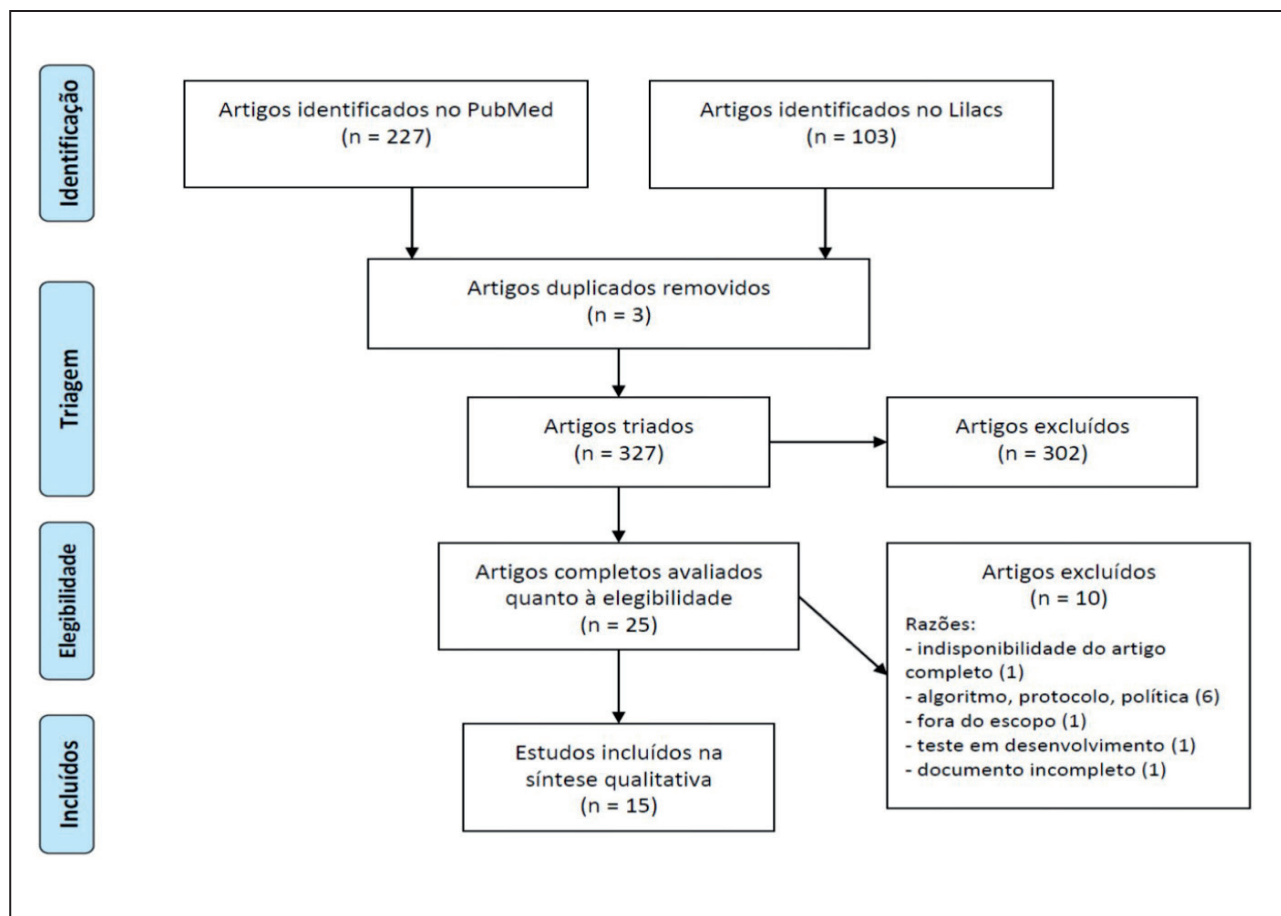 Identificação
Artigos identificados no PubMed
(n = 227)
Artigos identificados no Lilacs
(n = 103)
Triagem
Artigos duplicados removidos
(n = 3)
Artigos triados
(n = 327)
Artigos excluídos
(n = 302)
Elegibilidade
Artigos completos avaliados
quanto à elegibilidade
(n = 25)
Artigos excluídos
(n = 10)
Razões:
- indisponibilidade do artigo
completo (1)
- algoritmo, protocolo, política (6)
- fora do escopo (1)
- teste em desenvolvimento (1)
- documento incompleto (1)
Incluídos
Estudos incluídos na
síntese qualitativa
(n = 15)